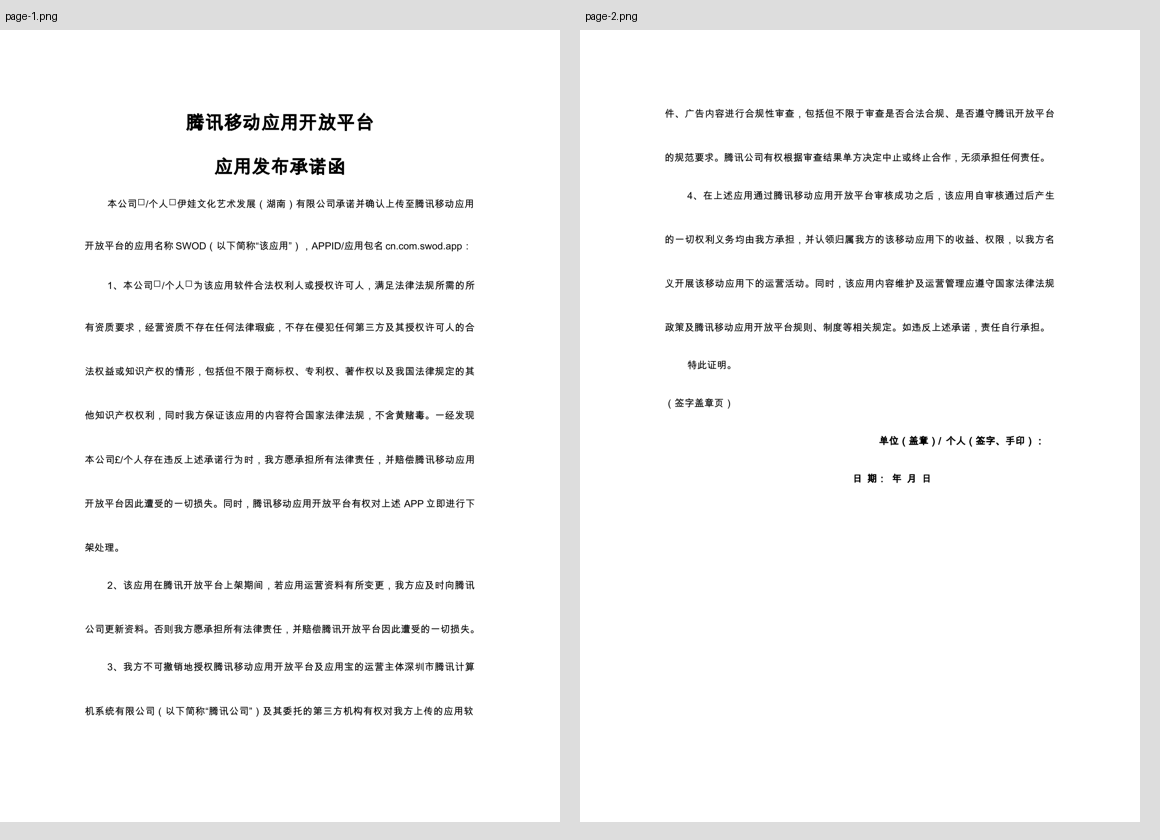 page-1.png
腾讯移动应用开放平台
应用发布承诺函
本公司□/个人□伊娃文化艺术发展（湖南）有限公司承诺并确认上传至腾讯移动应用
开放平台的应用名称 SWOD（以下简称“该应用”），APPID/应用包名 cn.com.swod.app：
1、本公司□/个人□为该应用软件合法权利人或授权许可人，满足法律法规所需的所
有资质要求，经营资质不存在任何法律瑕疵，不存在侵犯任何第三方及其授权许可人的合
法权益或知识产权的情形，包括但不限于商标权、专利权、著作权以及我国法律规定的其
他知识产权权利，同时我方保证该应用的内容符合国家法律法规，不含黄赌毒。一经发现
本公司£/个人存在违反上述承诺行为时，我方愿承担所有法律责任，并赔偿腾讯移动应用
开放平台因此遭受的一切损失。同时，腾讯移动应用开放平台有权对上述 APP 立即进行下
架处理。
2、该应用在腾讯开放平台上架期间，若应用运营资料有所变更，我方应及时向腾讯
公司更新资料。否则我方愿承担所有法律责任，并赔偿腾讯开放平台因此遭受的一切损失。
3、我方不可撤销地授权腾讯移动应用开放平台及应用宝的运营主体深圳市腾讯计算
机系统有限公司（以下简称“腾讯公司”）及其委托的第三方机构有权对我方上传的应用软
page-2.png
件、广告内容进行合规性审查，包括但不限于审查是否合法合规、是否遵守腾讯开放平台
的规范要求。腾讯公司有权根据审查结果单方决定中止或终止合作，无须承担任何责任。
4、在上述应用通过腾讯移动应用开放平台审核成功之后，该应用自审核通过后产生
的一切权利义务均由我方承担，并认领归属我方的该移动应用下的收益、权限，以我方名
义开展该移动应用下的运营活动。同时，该应用内容维护及运营管理应遵守国家法律法规
政策及腾讯移动应用开放平台规则、制度等相关规定。如违反上述承诺，责任自行承担。
特此证明。
（签字盖章页）
单位（盖章）/ 个人（签字、手印）：
日 期： 年 月 日